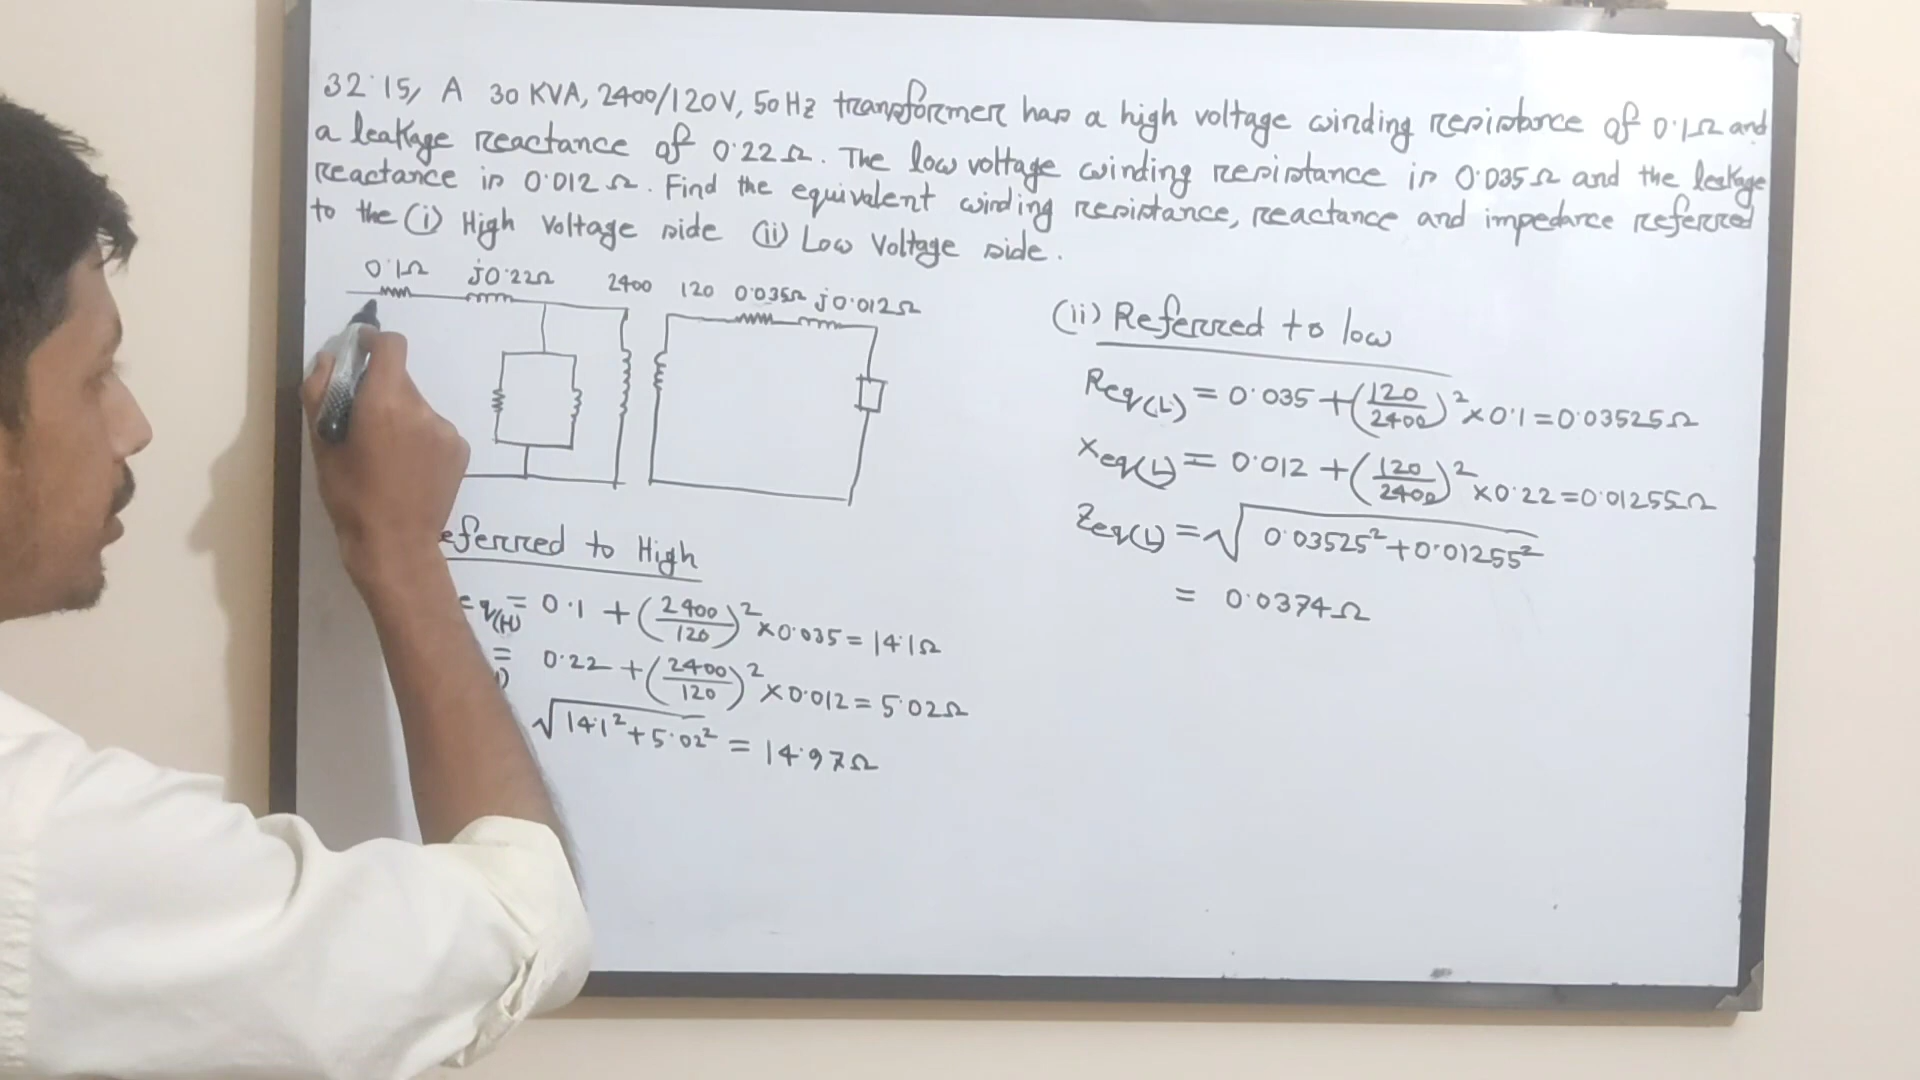 32.15, A 30 KVA, 2400/120V, 50Hz transformer has a high voltage winding resistance of 0.1Ω and
a leakage reactance of 0.22Ω. The low voltage winding resistance is 0.035Ω and the leakage
reactance is 0.012Ω. Find the equivalent winding resistance, reactance and impedance referred
to the (i) High Voltage side (ii) Low Voltage side.
0.1Ω j0.22Ω 2400 120 0.035Ω j0.012Ω
eferred to High
eq(H) = 0.1 + (2400/120)² × 0.035 = 14.1Ω
= 0.22 + (2400/120)² × 0.012 = 5.02Ω
√14.1² + 5.02² = 14.97Ω
(ii) Referred to low
Req(L) = 0.035 + (120/2400)² × 0.1 = 0.03525Ω
Xeq(L) = 0.012 + (120/2400)² × 0.22 = 0.01255Ω
Zeq(L) = √0.03525² + 0.01255²
= 0.0374Ω